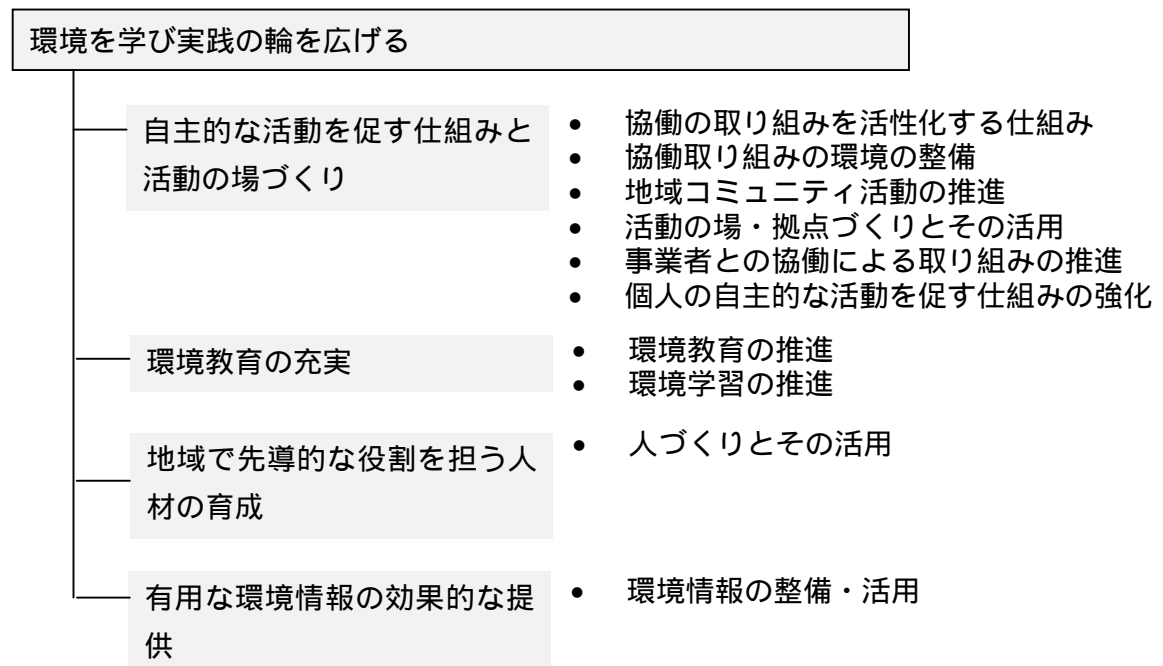 環境を学び実践の輪を広げる
自主的な活動を促す仕組みと
活動の場づくり
• 協働の取り組みを活性化する仕組み
• 協働取り組みの環境の整備
• 地域コミュニティ活動の推進
• 活動の場・拠点づくりとその活用
• 事業者との協働による取り組みの推進
• 個人の自主的な活動を促す仕組みの強化
環境教育の充実
• 環境教育の推進
• 環境学習の推進
地域で先導的な役割を担う人
材の育成
• 人づくりとその活用
有用な環境情報の効果的な提
供
• 環境情報の整備・活用